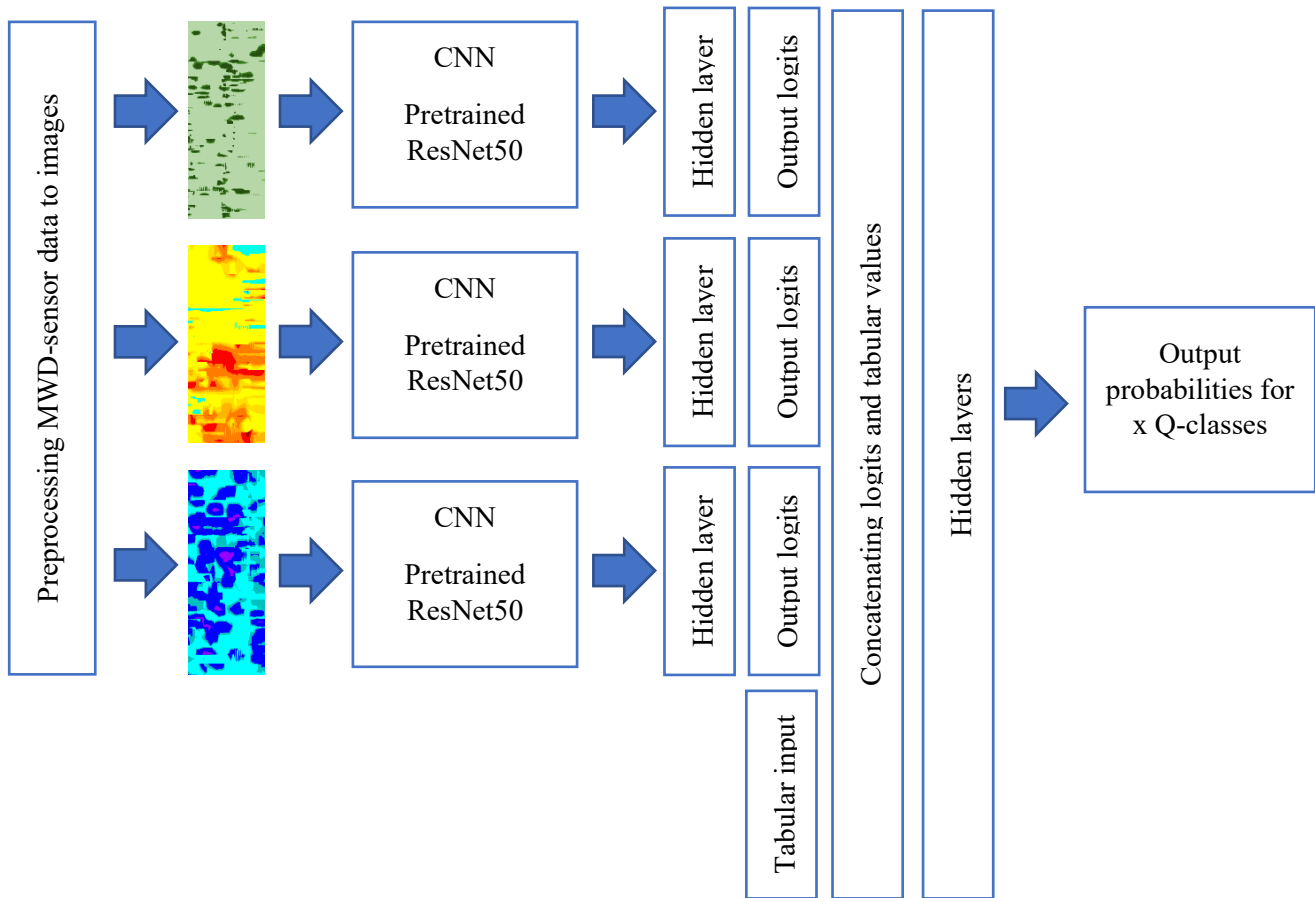 Preprocessing MWD-sensor data to images
CNN
Pretrained
ResNet50
Hidden layer
Output logits
CNN
Pretrained
ResNet50
Hidden layer
Output logits
CNN
Pretrained
ResNet50
Hidden layer
Output logits
Tabular input
Concatenating logits and tabular values
Hidden layers
Output
probabilities for
x Q-classes